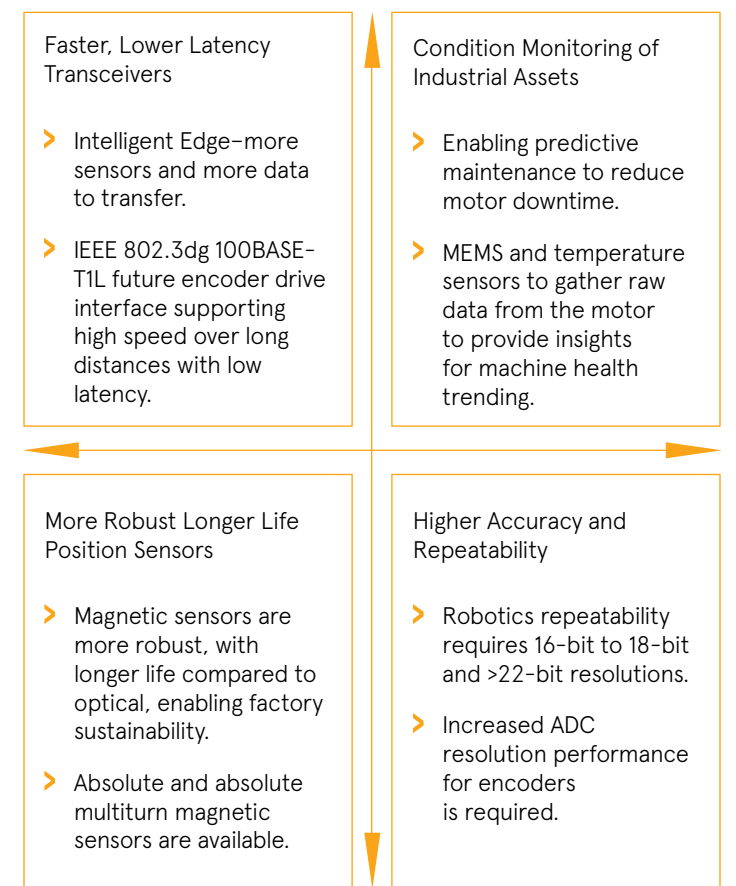 Faster, Lower Latency
Transceivers
Intelligent Edge–more
sensors and more data
to transfer.
IEEE 802.3dg 100BASE-
T1L future encoder drive
interface supporting
high speed over long
distances with low
latency.
Condition Monitoring of
Industrial Assets
Enabling predictive
maintenance to reduce
motor downtime.
MEMS and temperature
sensors to gather raw
data from the motor
to provide insights
for machine health
trending.
More Robust Longer Life
Position Sensors
Magnetic sensors are
more robust, with
longer life compared to
optical, enabling factory
sustainability.
Absolute and absolute
multiturn magnetic
sensors are available.
Higher Accuracy and
Repeatability
Robotics repeatability
requires 16-bit to 18-bit
and >22-bit resolutions.
Increased ADC
resolution performance
for encoders
is required.